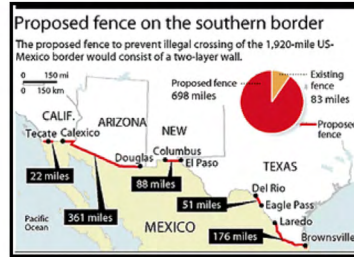 Proposed fence on the southern border
The proposed fence to prevent illegal crossing of the 1,920-mile US-
Mexico border would consist of a two-layer wall.
0 150 mi
0 150 km
Proposed fence
698 miles
Existing
fence
83 miles
Proposed
fence
CALIF.
ARIZONA
NEW
TEXAS
Tecate
Calexico
Douglas
Columbus
El Paso
22 miles
88 miles
361 miles
Del Rio
51 miles
Eagle Pass
Laredo
176 miles
Brownsville
Pacific
Ocean
MEXICO